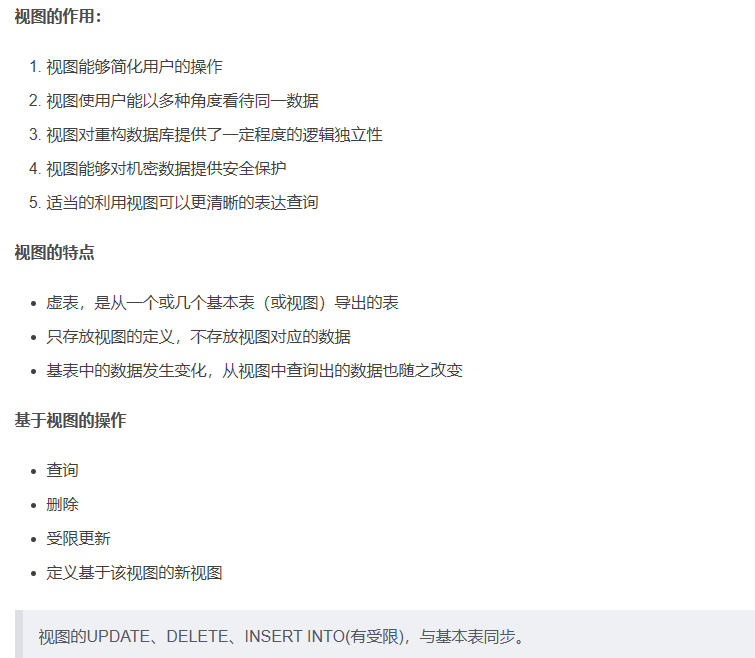 视图的作用：
1. 视图能够简化用户的操作
2. 视图使用户能以多种角度看待同一数据
3. 视图对重构数据库提供了一定程度的逻辑独立性
4. 视图能够对机密数据提供安全保护
5. 适当的利用视图可以更清晰的表达查询
视图的特点
• 虚表，是从一个或几个基本表（或视图）导出的表
• 只存放视图的定义，不存放视图对应的数据
• 基表中的数据发生变化，从视图中查询出的数据也随之改变
基于视图的操作
• 查询
• 删除
• 受限更新
• 定义基于该视图的新视图
视图的UPDATE、DELETE、INSERT INTO(有受限)，与基本表同步。